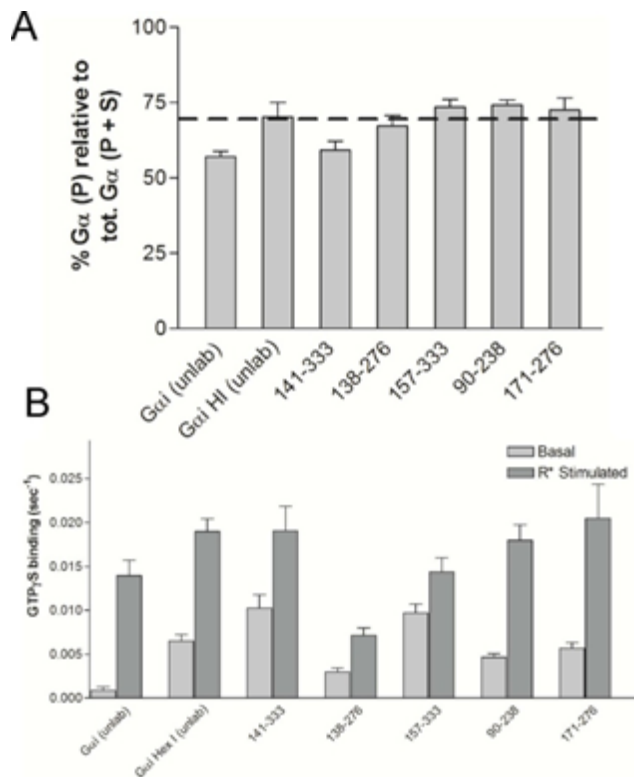 A
% Gα (P) relative to
tot. Gα (P + S)
100
75
50
25
0
Gαi (unlab)
Gαi HI (unlab)
141-333
138-276
157-333
90-238
171-276
B
Basal
R* Stimulated
GTPγS binding (sec⁻¹)
0.025
0.020
0.015
0.010
0.005
0.000
Gαi (unlab)
Gαi Hex I (unlab)
141-333
138-276
157-333
90-238
171-276